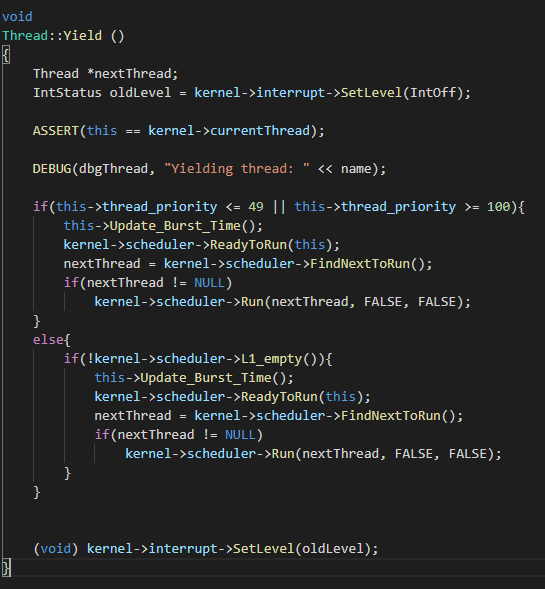 void
Thread::Yield ()
{
    Thread *nextThread;
    IntStatus oldLevel = kernel->interrupt->SetLevel(IntOff);

    ASSERT(this == kernel->currentThread);

    DEBUG(dbgThread, "Yielding thread: " << name);

    if(this->thread_priority <= 49 || this->thread_priority >= 100){
        this->Update_Burst_Time();
        kernel->scheduler->ReadyToRun(this);
        nextThread = kernel->scheduler->FindNextToRun();
        if(nextThread != NULL)
            kernel->scheduler->Run(nextThread, FALSE, FALSE);
    }
    else{
        if(!kernel->scheduler->L1_empty()){
            this->Update_Burst_Time();
            kernel->scheduler->ReadyToRun(this);
            nextThread = kernel->scheduler->FindNextToRun();
            if(nextThread != NULL)
                kernel->scheduler->Run(nextThread, FALSE, FALSE);
        }
    }


    (void) kernel->interrupt->SetLevel(oldLevel);
}